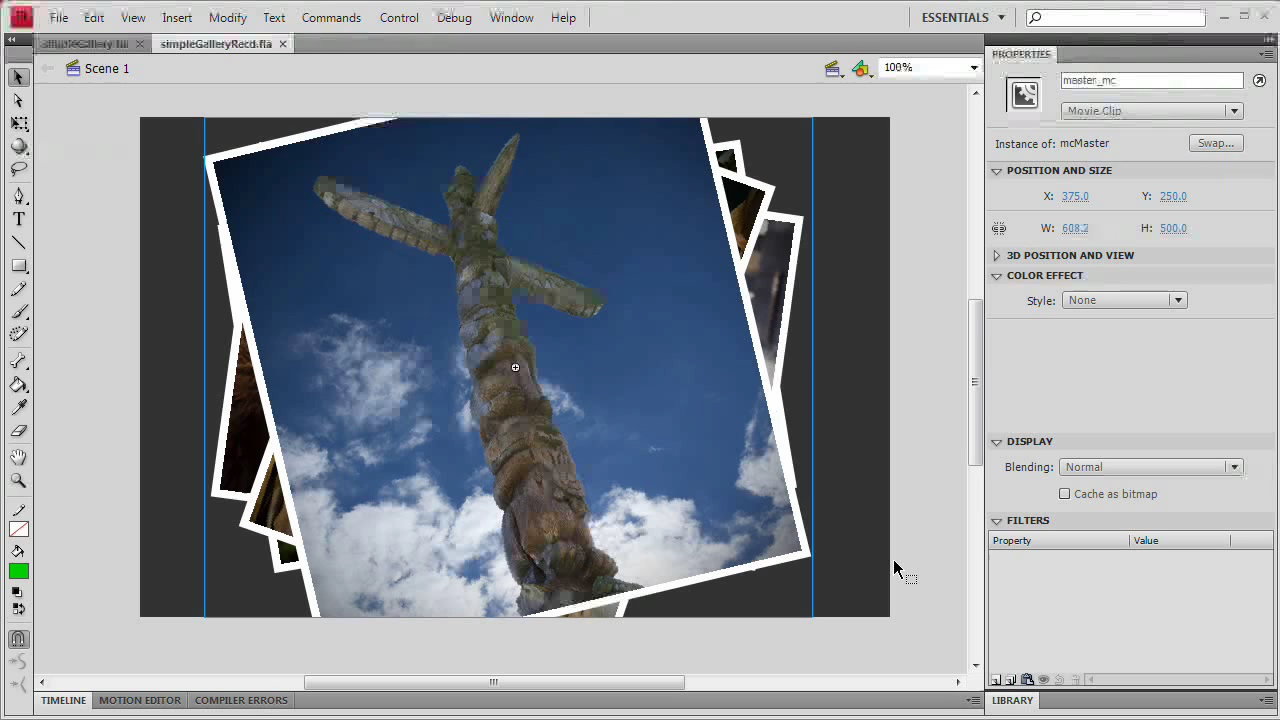 File Edit View Insert Modify Text Commands Control Debug Window Help ESSENTIALS
simpleGalleryRecd.fla
PROPERTIES
Scene 1
100%
master_mc
Movie Clip
Instance of: mcMaster Swap...
POSITION AND SIZE
X: 375.0 Y: 250.0
W: 608.2 H: 500.0
3D POSITION AND VIEW
COLOR EFFECT
Style: None
DISPLAY
Blending: Normal
Cache as bitmap
FILTERS
Property Value
TIMELINE MOTION EDITOR COMPILER ERRORS LIBRARY